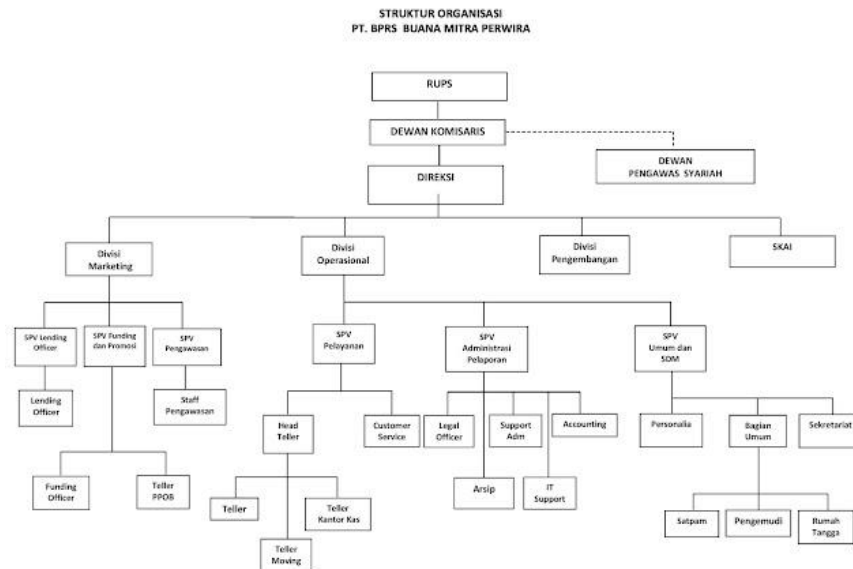 STRUKTUR ORGANISASI
PT. BPRS BUANA MITRA PERWIRA
RUPS
DEWAN KOMISARIS
DEWAN
PENGAWAS SYARIAH
DIREKSI
Divisi
Marketing
Divisi
Operasional
Divisi
Pengembangan
SKAI
SPV Lending
Officer
SPV Funding
dan Promosi
SPV
Pengawasan
SPV
Pelayanan
SPV
Administrasi
Pelaporan
SPV
Umum dan
SDM
Lending
Officer
Staff
Pengawasan
Head
Teller
Customer
Service
Legal
Officer
Support
Adm
Accounting
Personalia
Bagian
Umum
Sekretariat
Funding
Officer
Teller
PPOB
Teller
Teller
Kantor Kas
Teller
Moving
Arsip
IT
Support
Satpam
Pengemudi
Rumah
Tangga